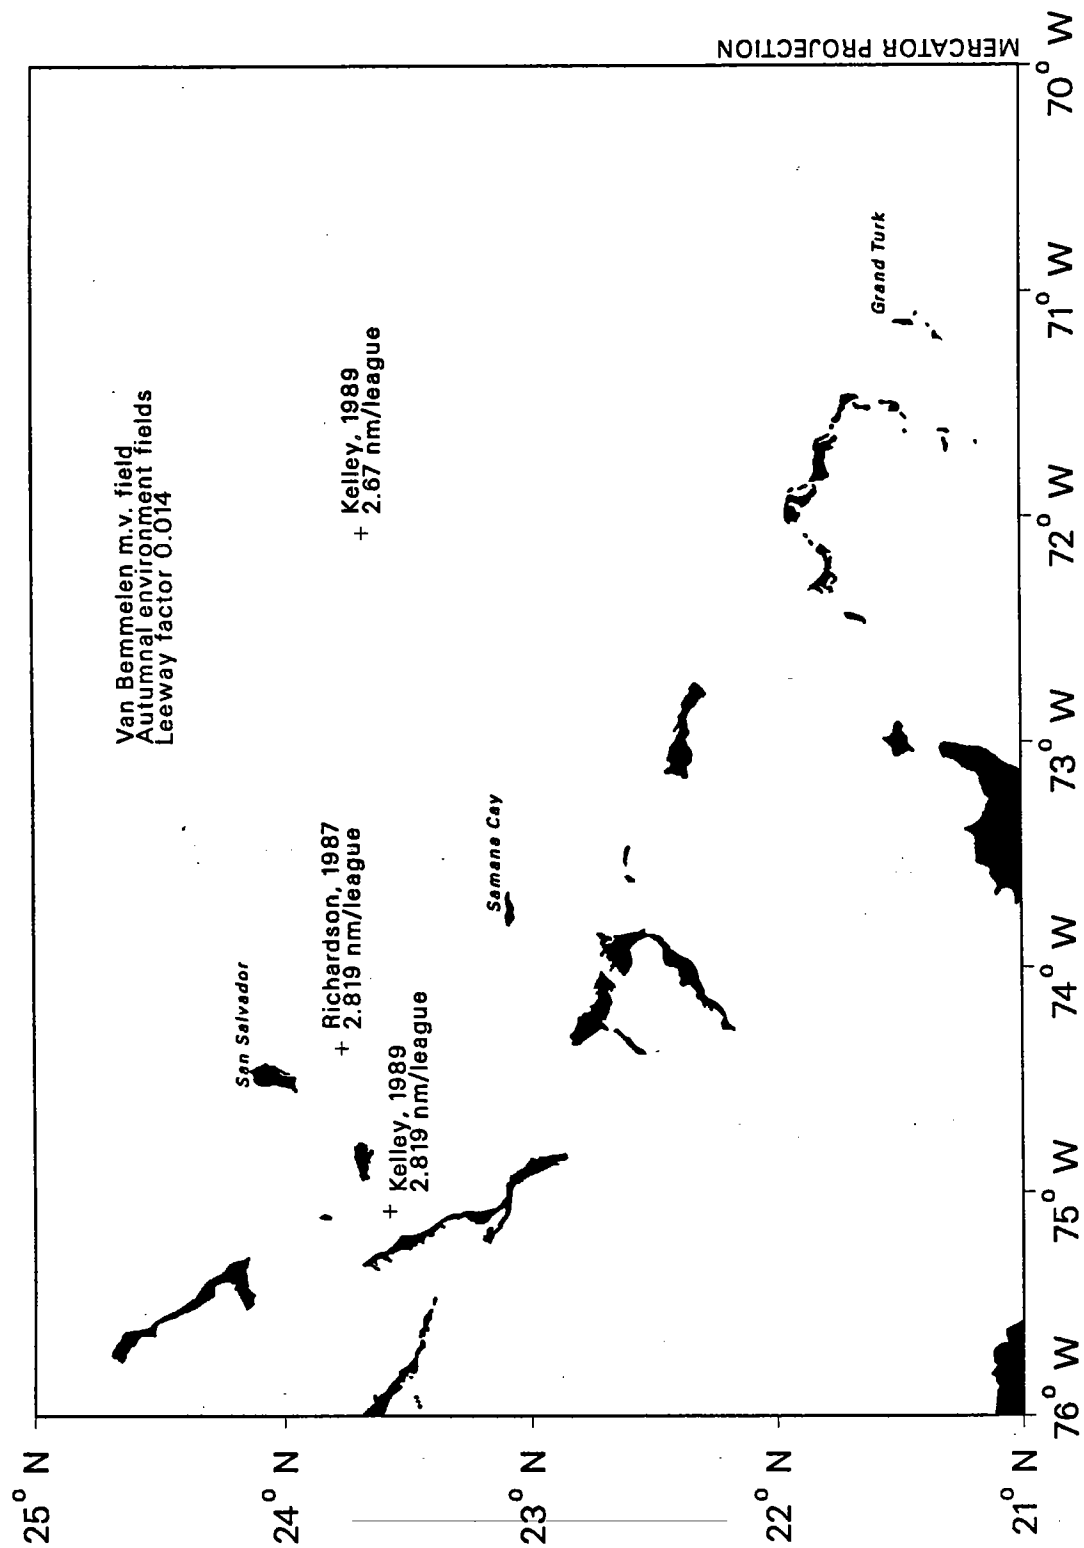 Van Bemmelen m.v. field
Autumnal environment fields
Leeway factor 0.014
San Salvador
+ Richardson, 1987
2.819 nm/league
+ Kelley, 1989
2.67 nm/league
+ Kelley, 1989
2.819 nm/league
Samana Cay
Grand Turk
25° N
24° N
23° N
22° N
21° N
76° W
75° W
74° W
73° W
72° W
71° W
70° W
MERCATOR PROJECTION